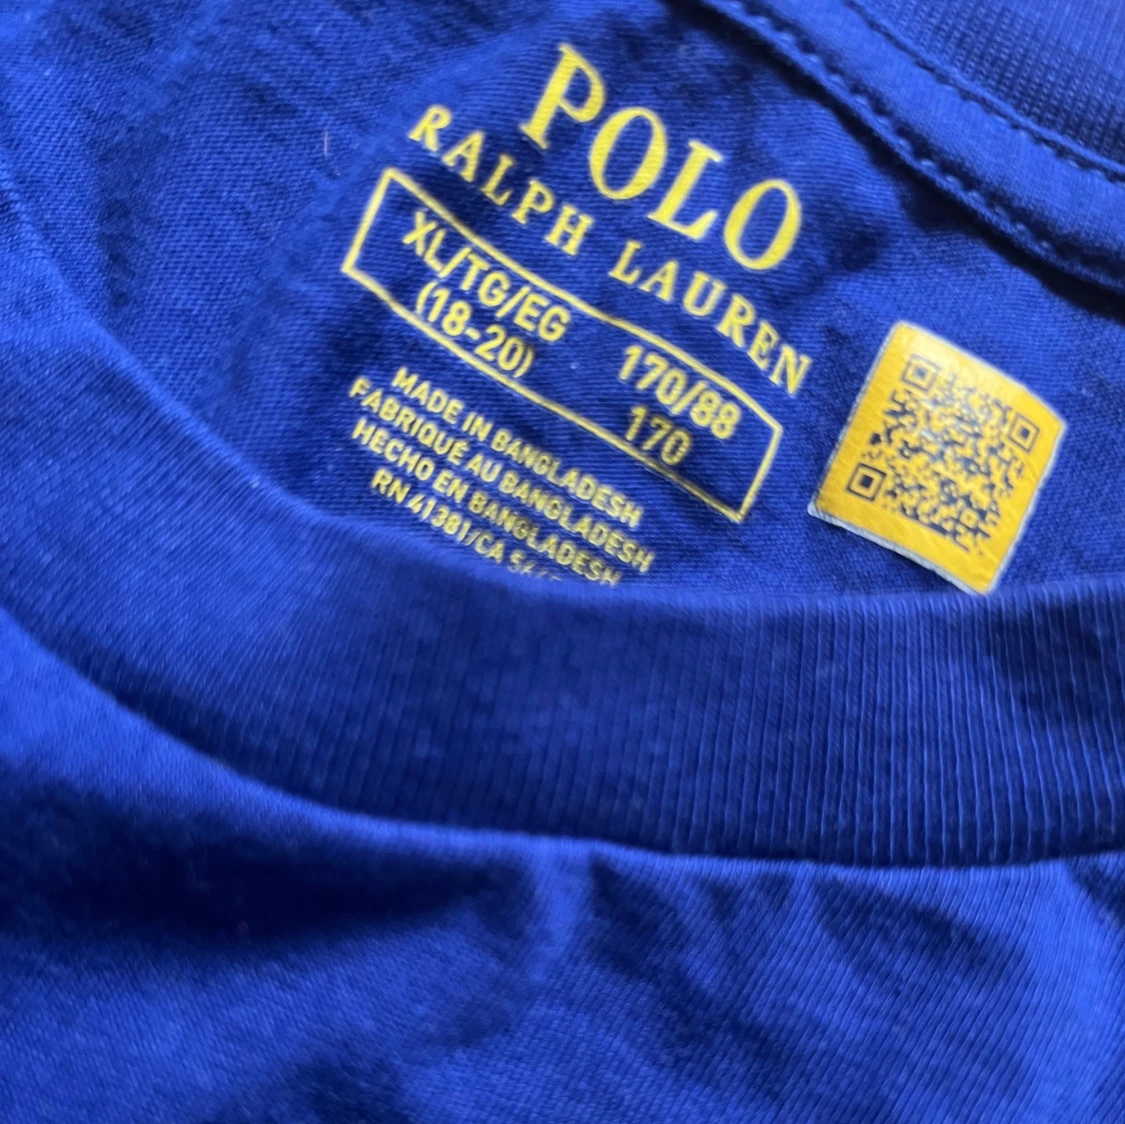 POLO
RALPH LAUREN
XL/TG/EG 170/88
(18-20) 170
MADE IN BANGLADESH
FABRIQUÉ AU BANGLADESH
HECHO EN BANGLADESH
RN 41381/CA